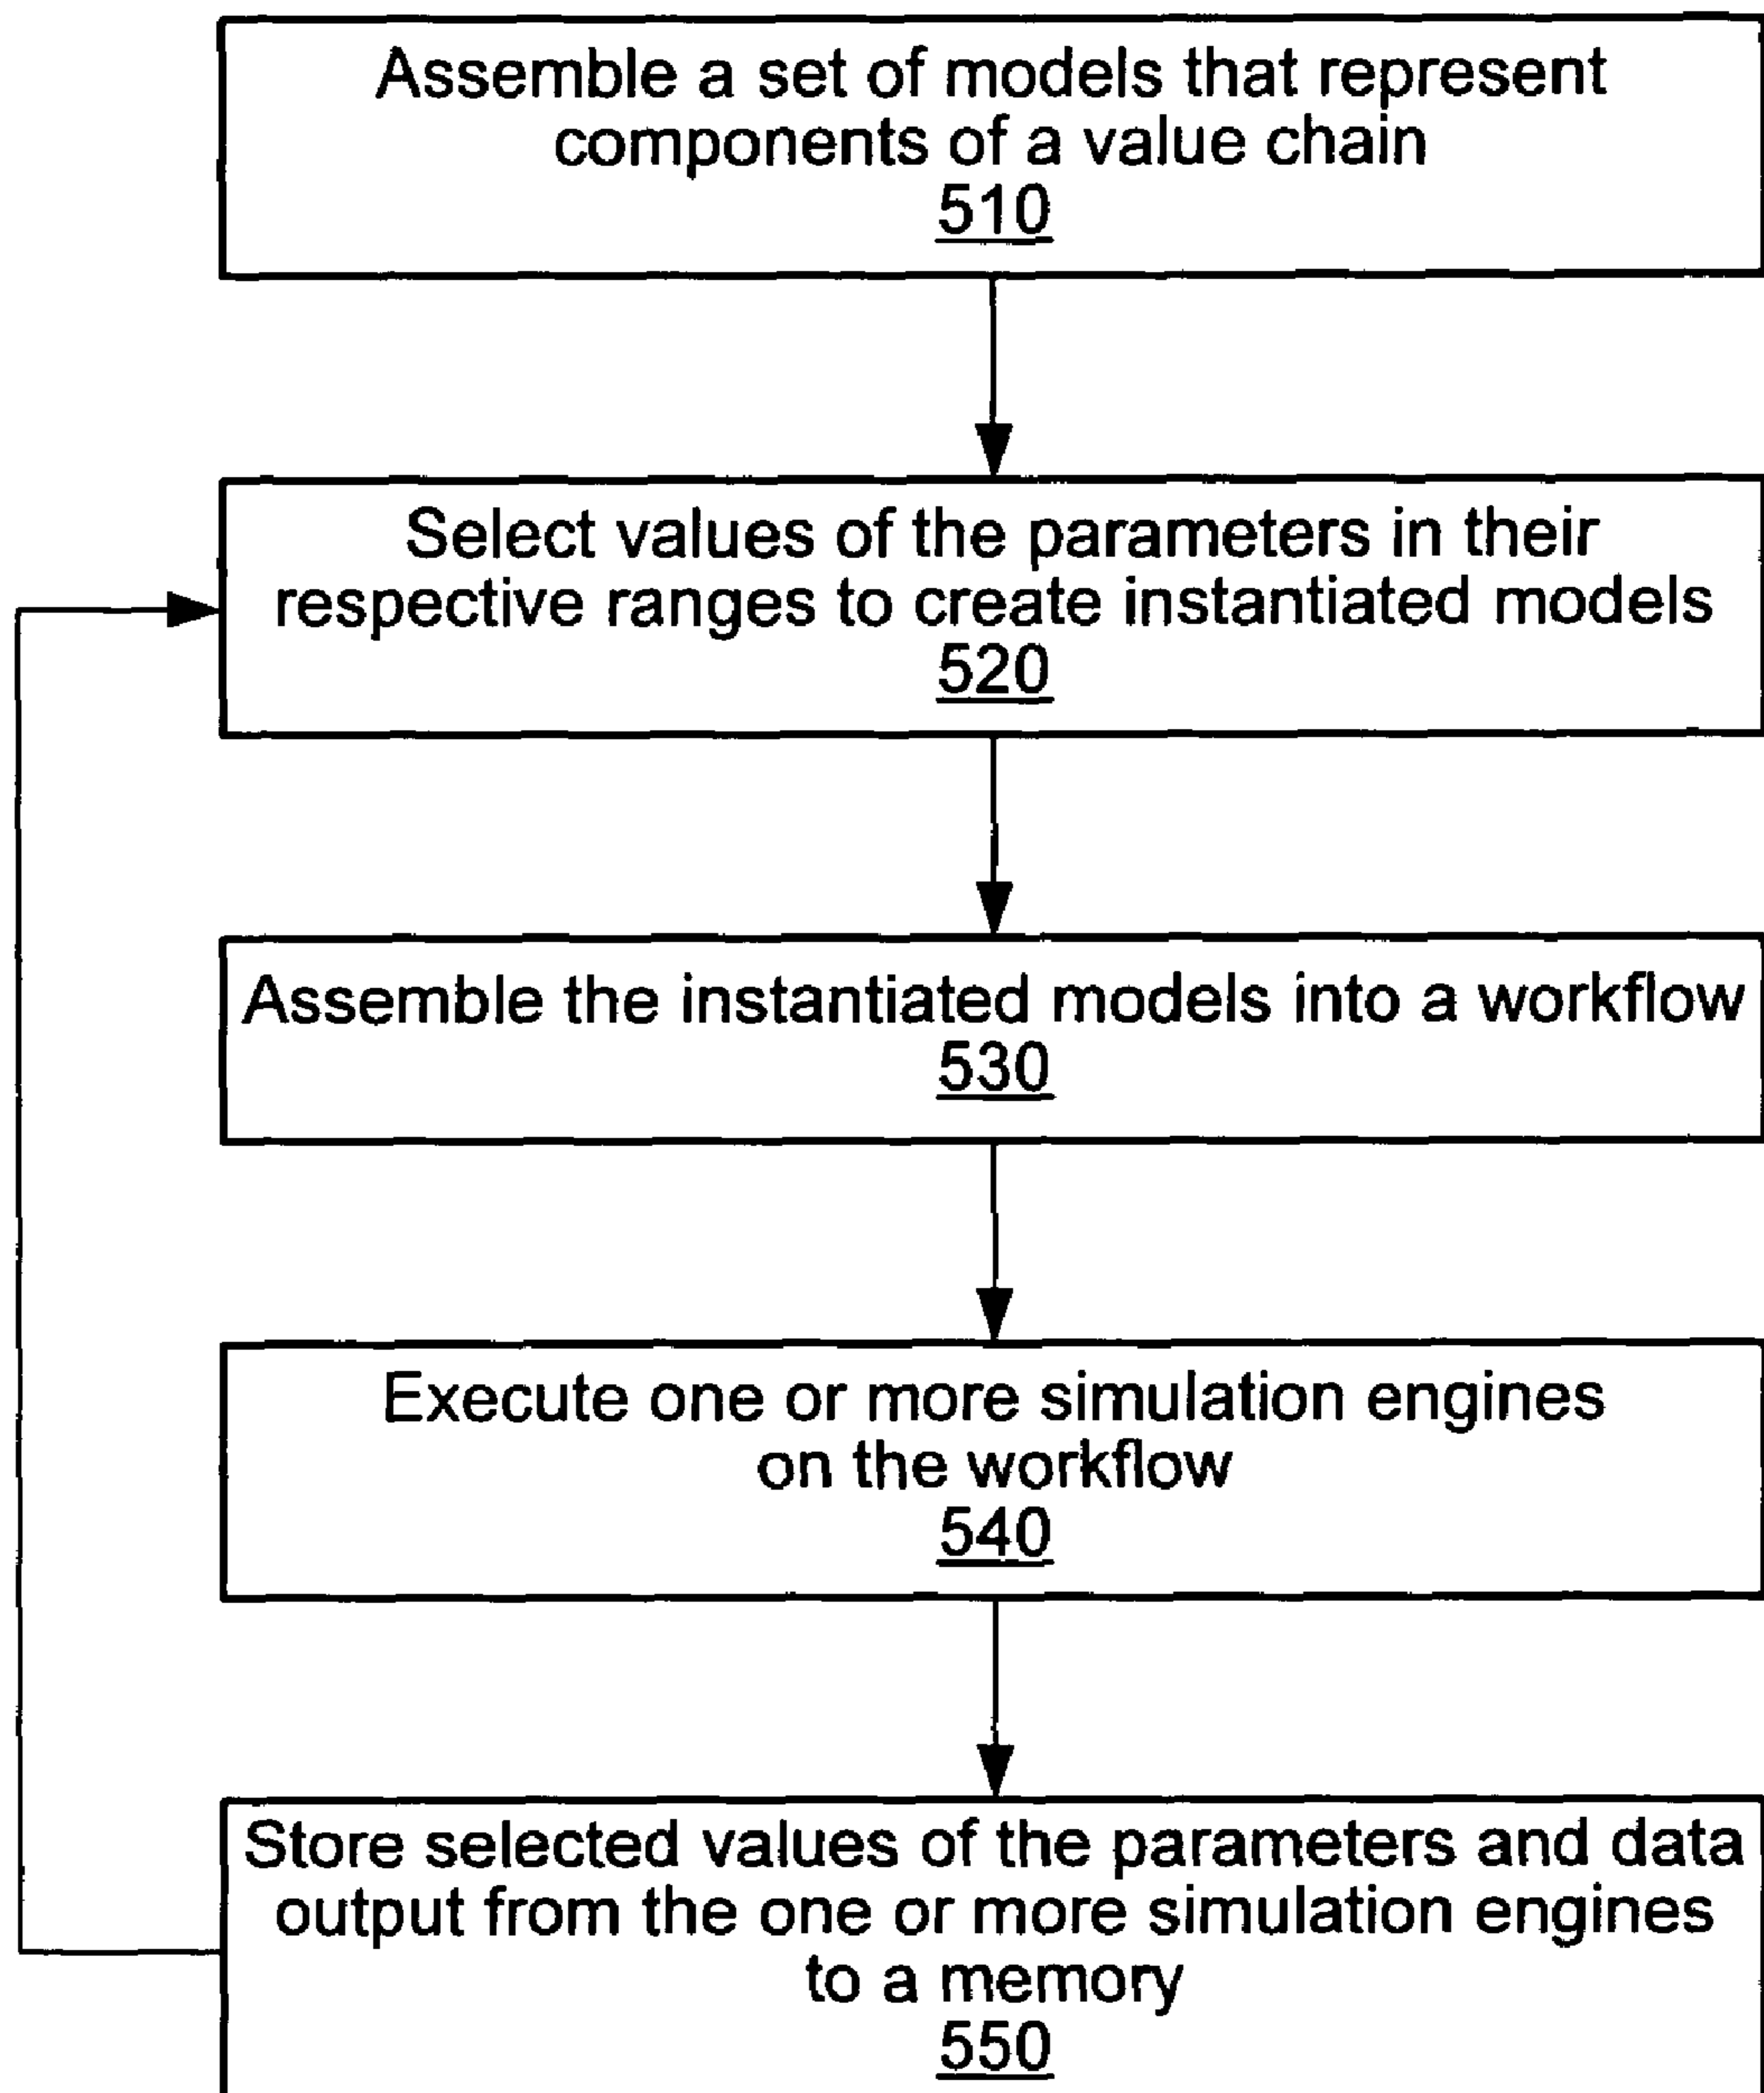 Assemble a set of models that represent
components of a value chain
510
Select values of the parameters in their
respective ranges to create instantiated models
520
Assemble the instantiated models into a workflow
530
Execute one or more simulation engines
on the workflow
540
Store selected values of the parameters and data
output from the one or more simulation engines
to a memory
550